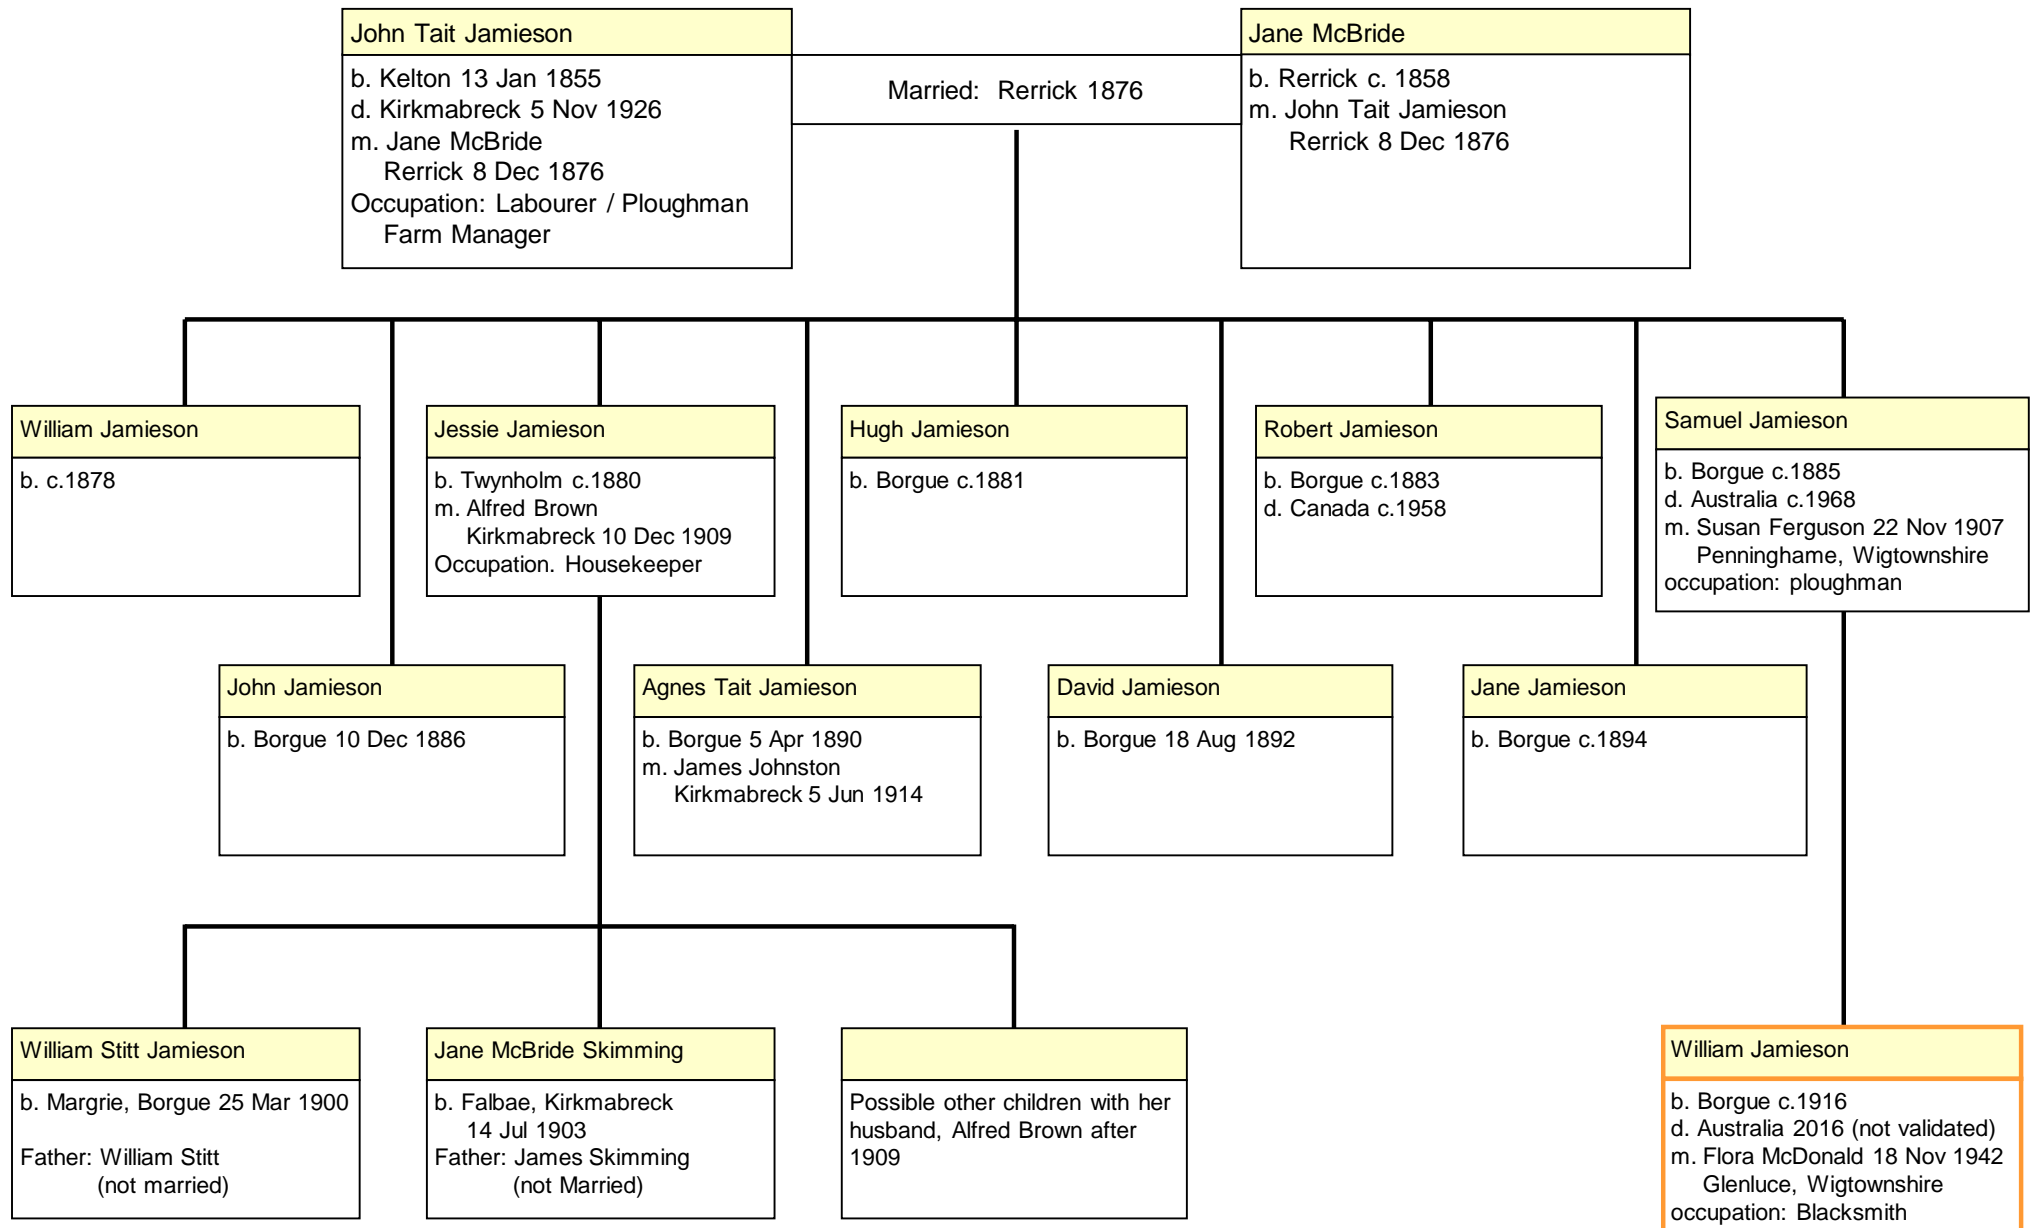 John Tait Jamieson
b. Kelton 13 Jan 1855
d. Kirkmabreck 5 Nov 1926
m. Jane McBride
Rerrick 8 Dec 1876
Occupation: Labourer / Ploughman
Farm Manager
Married: Rerrick 1876
Jane McBride
b. Rerrick c. 1858
m. John Tait Jamieson
Rerrick 8 Dec 1876
William Jamieson
b. c.1878
Jessie Jamieson
b. Twynholm c.1880
m. Alfred Brown
Kirkmabreck 10 Dec 1909
Occupation. Housekeeper
Hugh Jamieson
b. Borgue c.1881
Robert Jamieson
b. Borgue c.1883
d. Canada c.1958
Samuel Jamieson
b. Borgue c.1885
d. Australia c.1968
m. Susan Ferguson 22 Nov 1907
Penninghame, Wigtownshire
occupation: ploughman
John Jamieson
b. Borgue 10 Dec 1886
Agnes Tait Jamieson
b. Borgue 5 Apr 1890
m. James Johnston
Kirkmabreck 5 Jun 1914
David Jamieson
b. Borgue 18 Aug 1892
Jane Jamieson
b. Borgue c.1894
William Stitt Jamieson
b. Margrie, Borgue 25 Mar 1900
Father: William Stitt
(not married)
Jane McBride Skimming
b. Falbae, Kirkmabreck
14 Jul 1903
Father: James Skimming
(not Married)
Possible other children with her
husband, Alfred Brown after
1909
William Jamieson
b. Borgue c.1916
d. Australia 2016 (not validated)
m. Flora McDonald 18 Nov 1942
Glenluce, Wigtownshire
occupation: Blacksmith